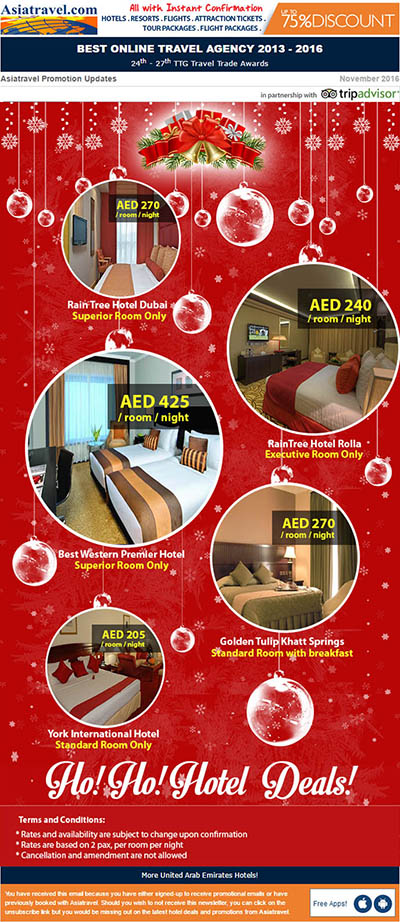 Asiatravel.com
All with Instant Confirmation
HOTELS . RESORTS . FLIGHTS . ATTRACTION TICKETS .
TOUR PACKAGES . FLIGHT PACKAGES .
UP TO
75% DISCOUNT
BEST ONLINE TRAVEL AGENCY 2013 - 2016
24th - 27th TTG Travel Trade Awards
Asiatravel Promotion Updates
November 2016
in partnership with tripadvisor
AED 270
/ room / night
Rain Tree Hotel Dubai
Superior Room Only
AED 240
/ room / night
RainTree Hotel Rolla
Executive Room Only
AED 425
/ room / night
Best Western Premier Hotel
Superior Room Only
AED 270
/ room / night
Golden Tulip Khatt Springs
Standard Room with breakfast
AED 205
/ room / night
York International Hotel
Standard Room Only
Ho! Ho! Hotel Deals!
Terms and Conditions:
* Rates and availability are subject to change upon confirmation
* Rates are based on 2 pax, per room per night
* Cancellation and amendment are not allowed
More United Arab Emirates Hotels!
You have received this email because you have either signed-up to receive promotional emails or have
previously booked with Asiatravel. Should you wish to not receive this newsletter, you can click on the
unsubscribe link but you would be missing out on the latest hotel deals and promotions from Asiatravel
Free Apps!